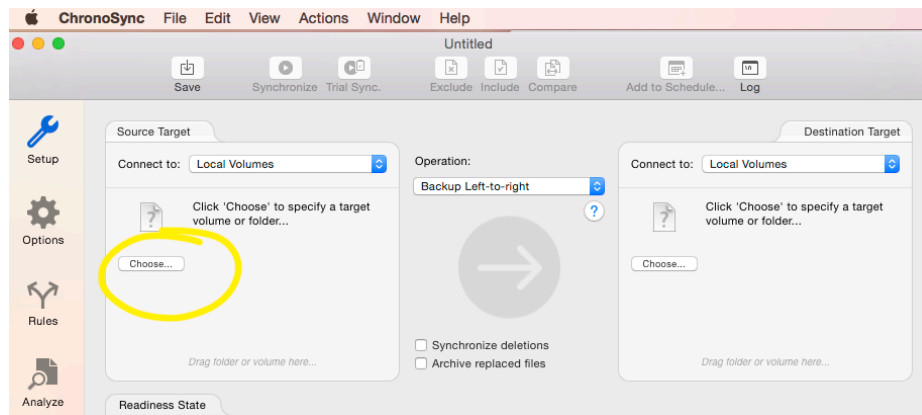 ChronoSync File Edit View Actions Window Help
Untitled
Save Synchronize Trial Sync. Exclude Include Compare Add to Schedule... Log
Setup
Options
Rules
Analyze
Source Target
Connect to: Local Volumes
Click 'Choose' to specify a target
volume or folder...
Choose...
Drag folder or volume here...
Operation:
Backup Left-to-right
?
Synchronize deletions
Archive replaced files
Destination Target
Connect to: Local Volumes
Click 'Choose' to specify a target
volume or folder...
Choose...
Drag folder or volume here...
Readiness State